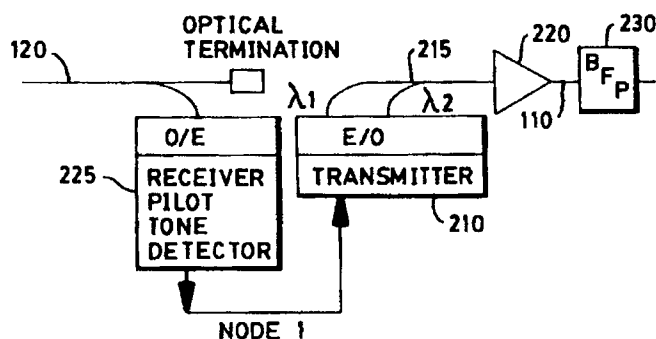 120
OPTICAL
TERMINATION
215
220
230
λ1
λ2
B
F
P
110
O/E
E/O
225
RECEIVER
PILOT
TONE
DETECTOR
TRANSMITTER
210
NODE 1